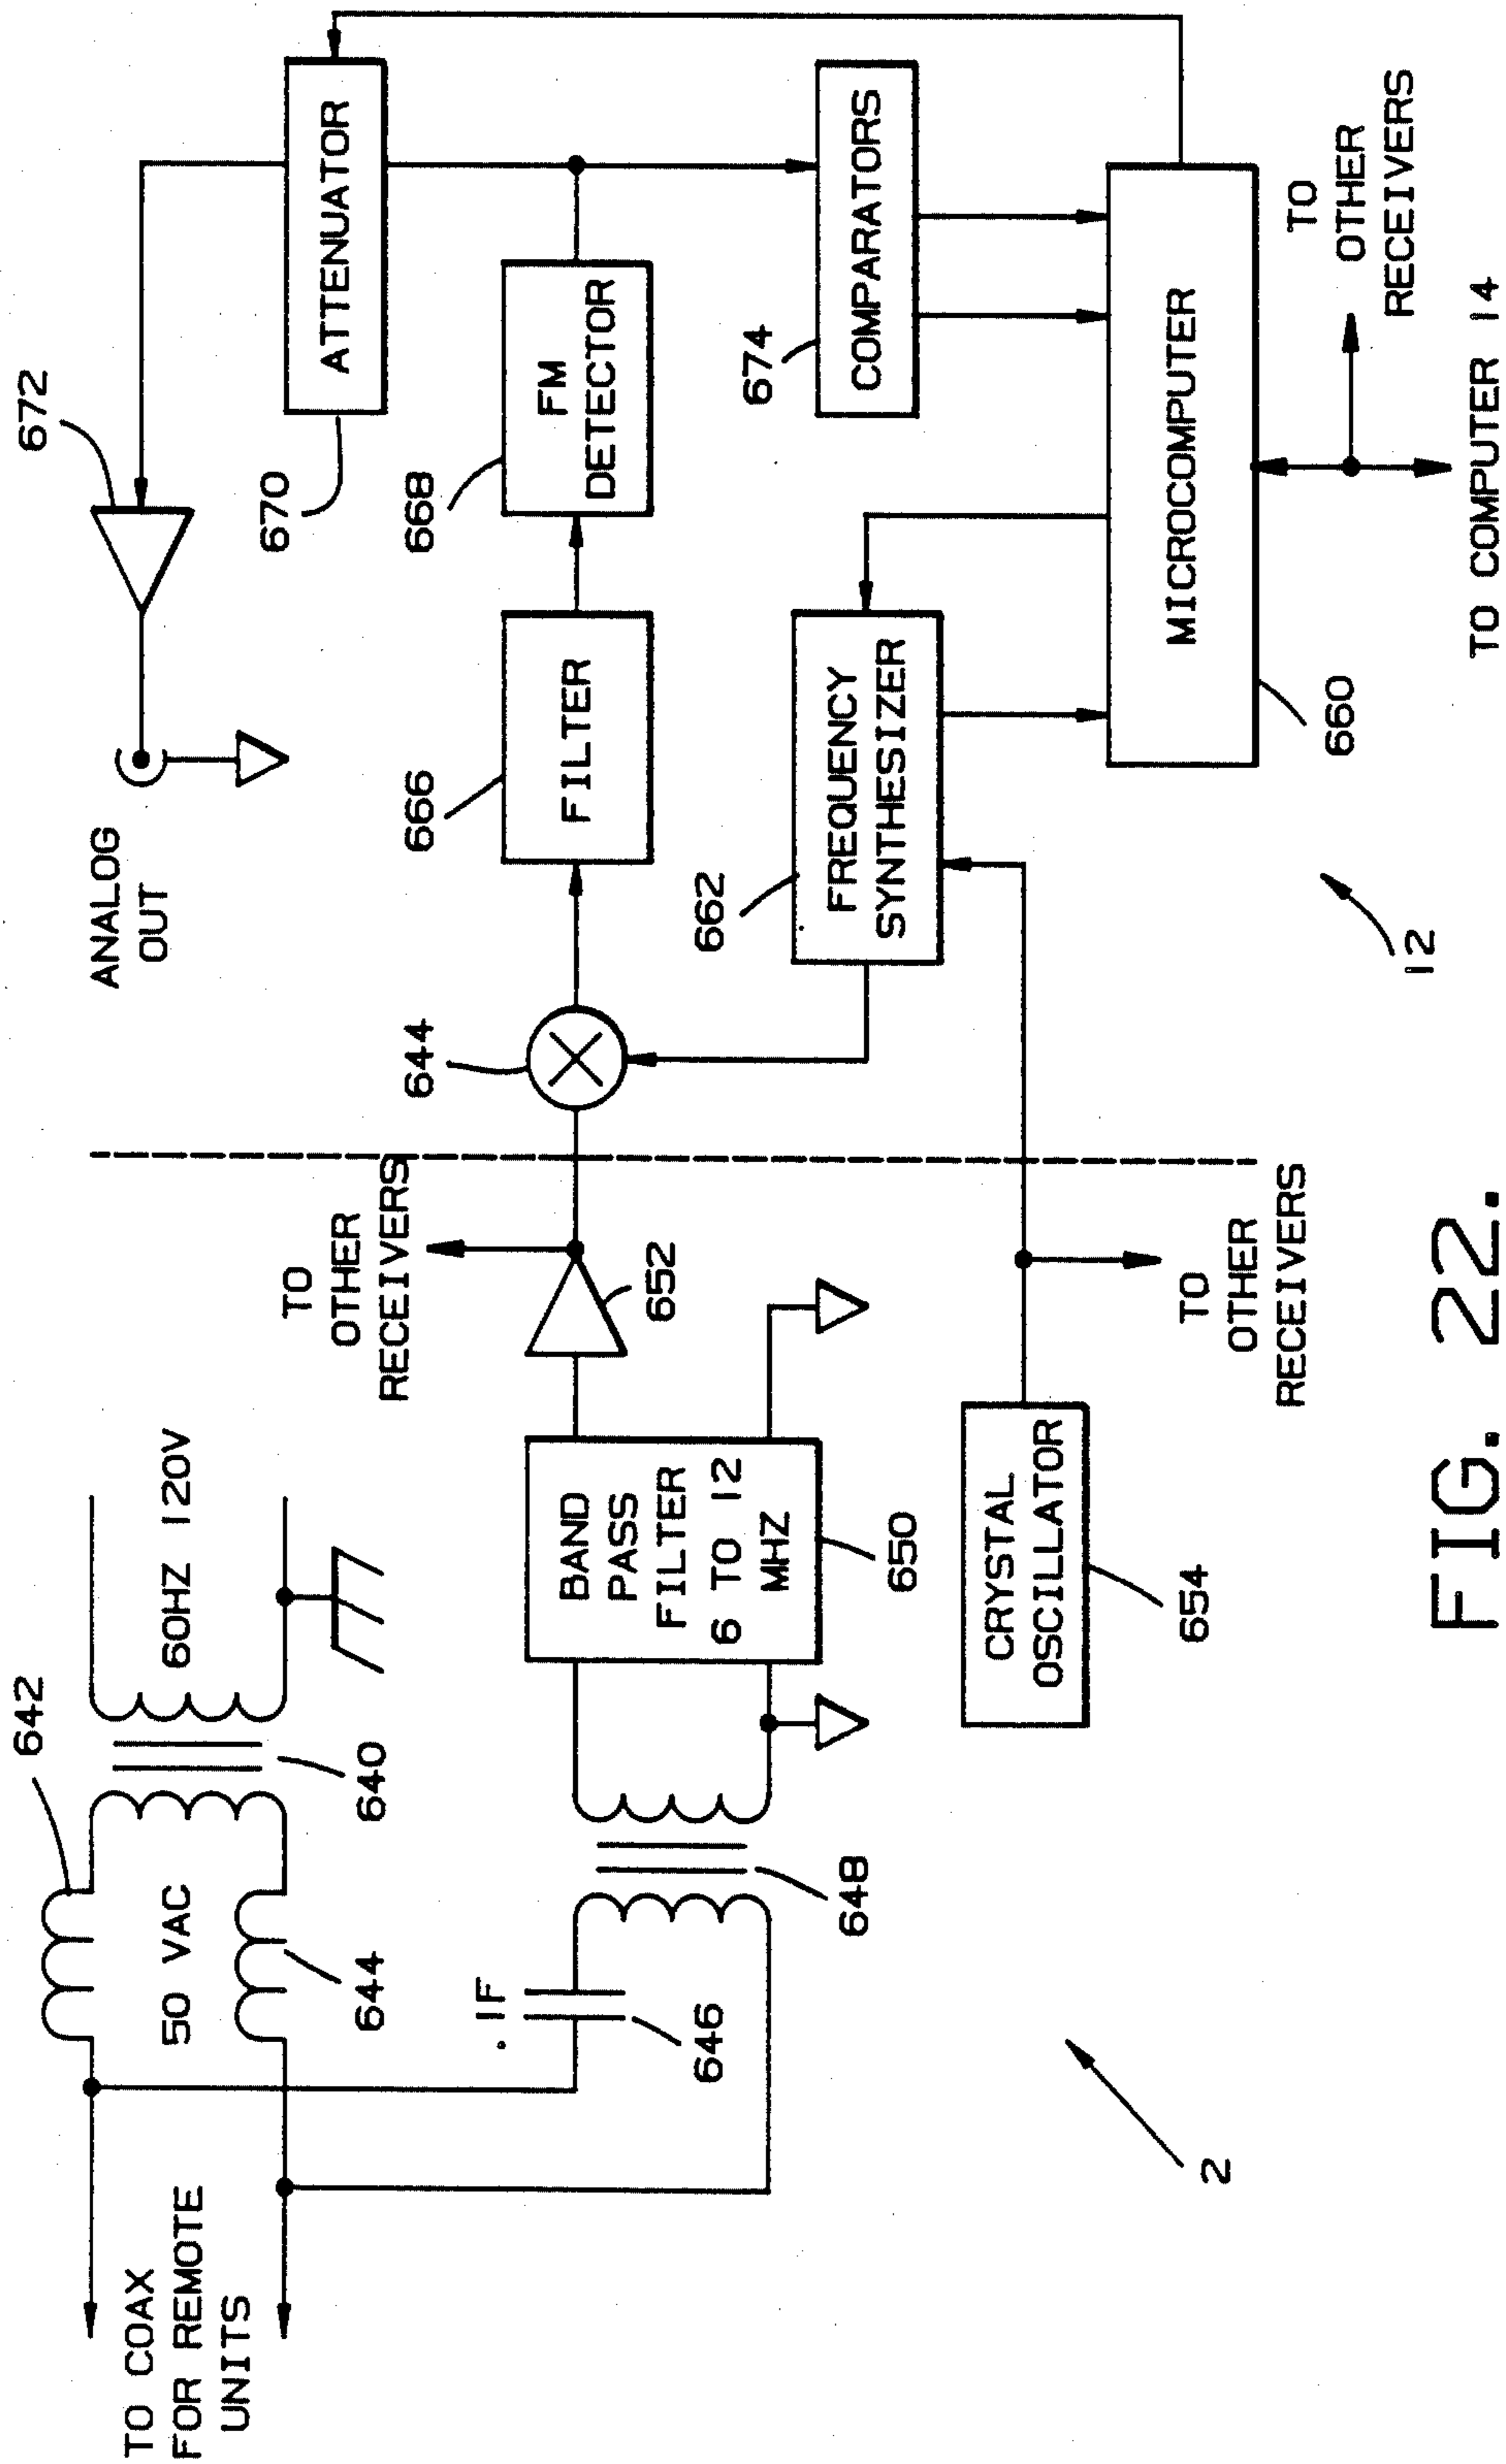 TO COAX
FOR REMOTE
UNITS
642
50 VAC
644
640
60HZ 120V
.1F
646
648
BAND
PASS
FILTER
6 TO 12
MHZ
650
652
TO
OTHER
RECEIVERS
CRYSTAL
OSCILLATOR
654
TO
OTHER
RECEIVERS
2
ANALOG
OUT
672
ATTENUATOR
670
644
FILTER
666
FM
DETECTOR
668
FREQUENCY
SYNTHESIZER
662
COMPARATORS
674
MICROCOMPUTER
660
TO
OTHER
RECEIVERS
TO COMPUTER 14
12
FIG. 22.